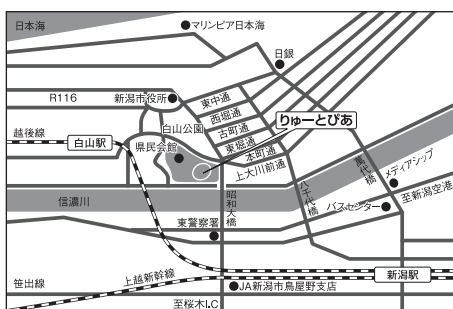 日本海
マリンピア日本海
日銀
R116
新潟市役所
東中通
西堀通
古町通
東堀通
本町通
上大川前通
りゅーとぴあ
白山公園
県民会館
越後線
白山駅
信濃川
昭和大橋
八千代橋
萬代橋
メディアシップ
至新潟空港
バスセンター
東警察署
上越新幹線
新潟駅
笹出線
JA新潟市鳥屋野支店
至桜木I.C